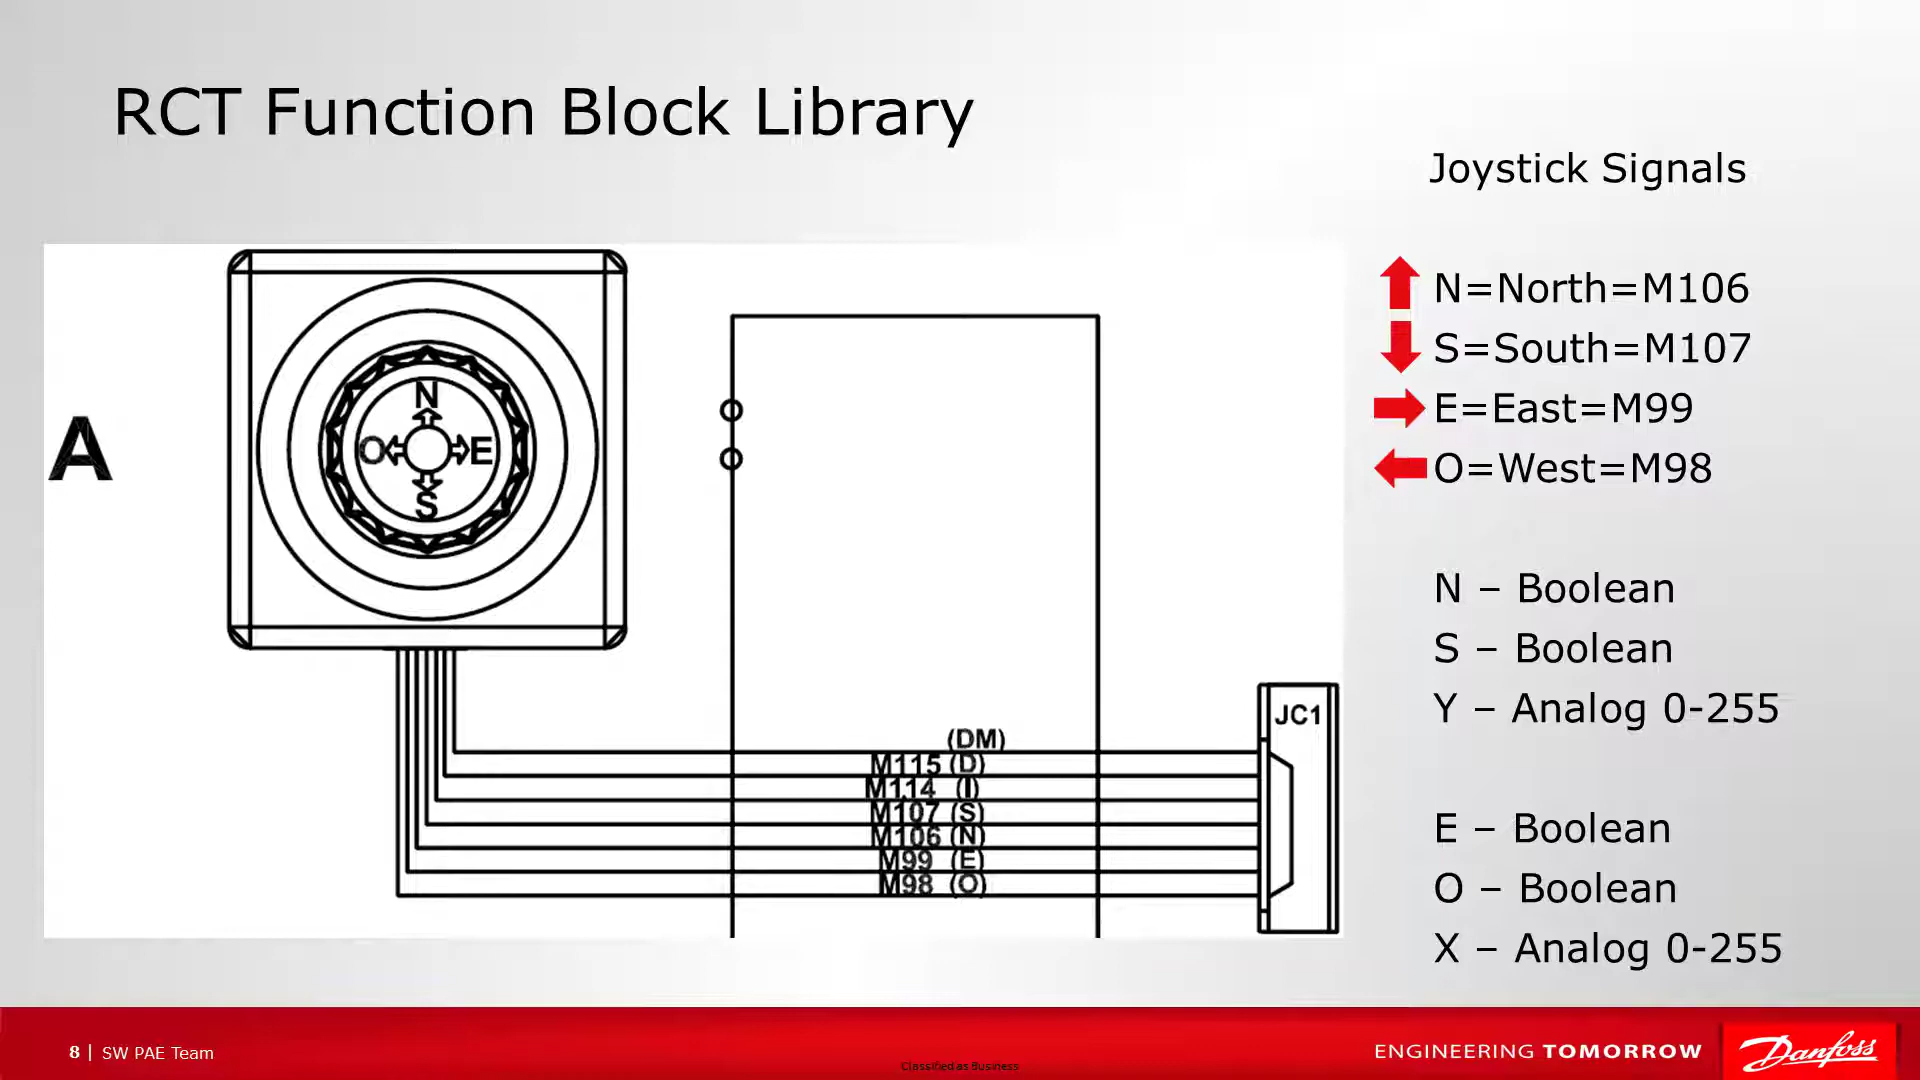 RCT Function Block Library
Joystick Signals
N=North=M106
S=South=M107
E=East=M99
O=West=M98
N – Boolean
S – Boolean
Y – Analog 0-255
E – Boolean
O – Boolean
X – Analog 0-255
A
N
O E
S
JC1
(DM)
M115 (D)
M114 (I)
M107 (S)
M106 (N)
M99 (E)
M98 (O)
8 | SW PAE Team
Classified as Business
ENGINEERING TOMORROW
Danfoss